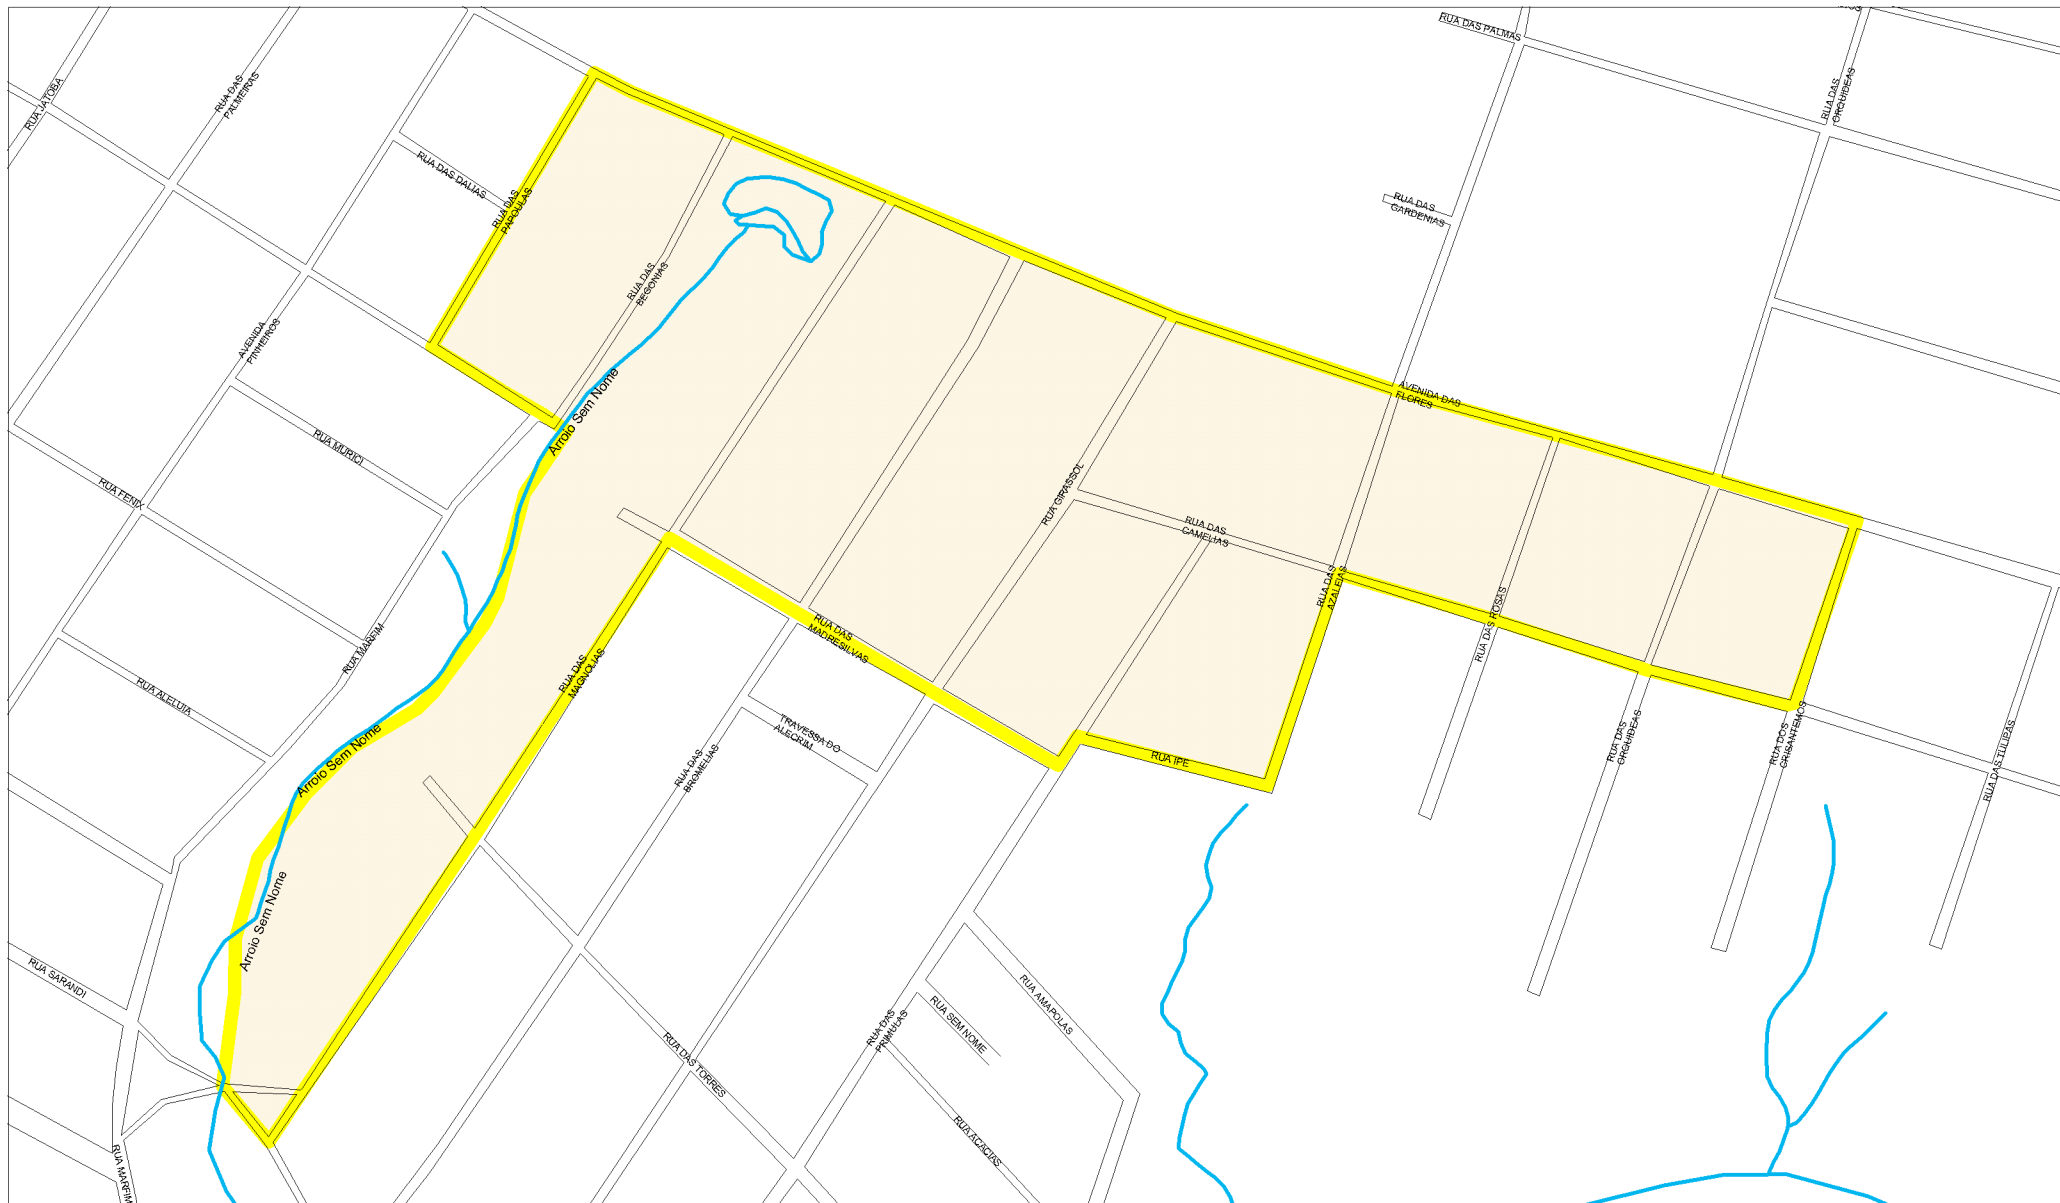 RUA DAS PALMAS
RUA JATOBA
RUA DAS
PALMEIRAS
RUA DAS
ORQUIDEAS
RUA DAS DALIAS
RUA DAS
PAPOULAS
RUA DAS
GARDENIAS
RUA DAS
BEGONIAS
AVENIDA
PINHEIROS
Arroio Sem Nome
AVENIDA DAS
FLORES
RUA MURICI
RUA FENIX
RUA GIRASSOL
RUA DAS
CAMELIAS
RUA DAS
AZALEIAS
RUA DAS ROSAS
RUA MARFIM
RUA DAS
MADRESILVAS
RUA DAS
MAGNOLIAS
RUA ALELUIA
Arroio Sem Nome
TRAVESSA DO
ALECRIM
RUA DAS
BROMELIAS
RUA IPE
RUA DAS
ORQUIDEAS
RUA DOS
CRISANTEMOS
RUA DAS TULIPAS
Arroio Sem Nome
RUA SARANDI
RUA AMAPOLAS
RUA SEM NOME
RUA DAS
PRIMULAS
RUA DAS TORRES
RUA ACACIAS
RUA MARFIM